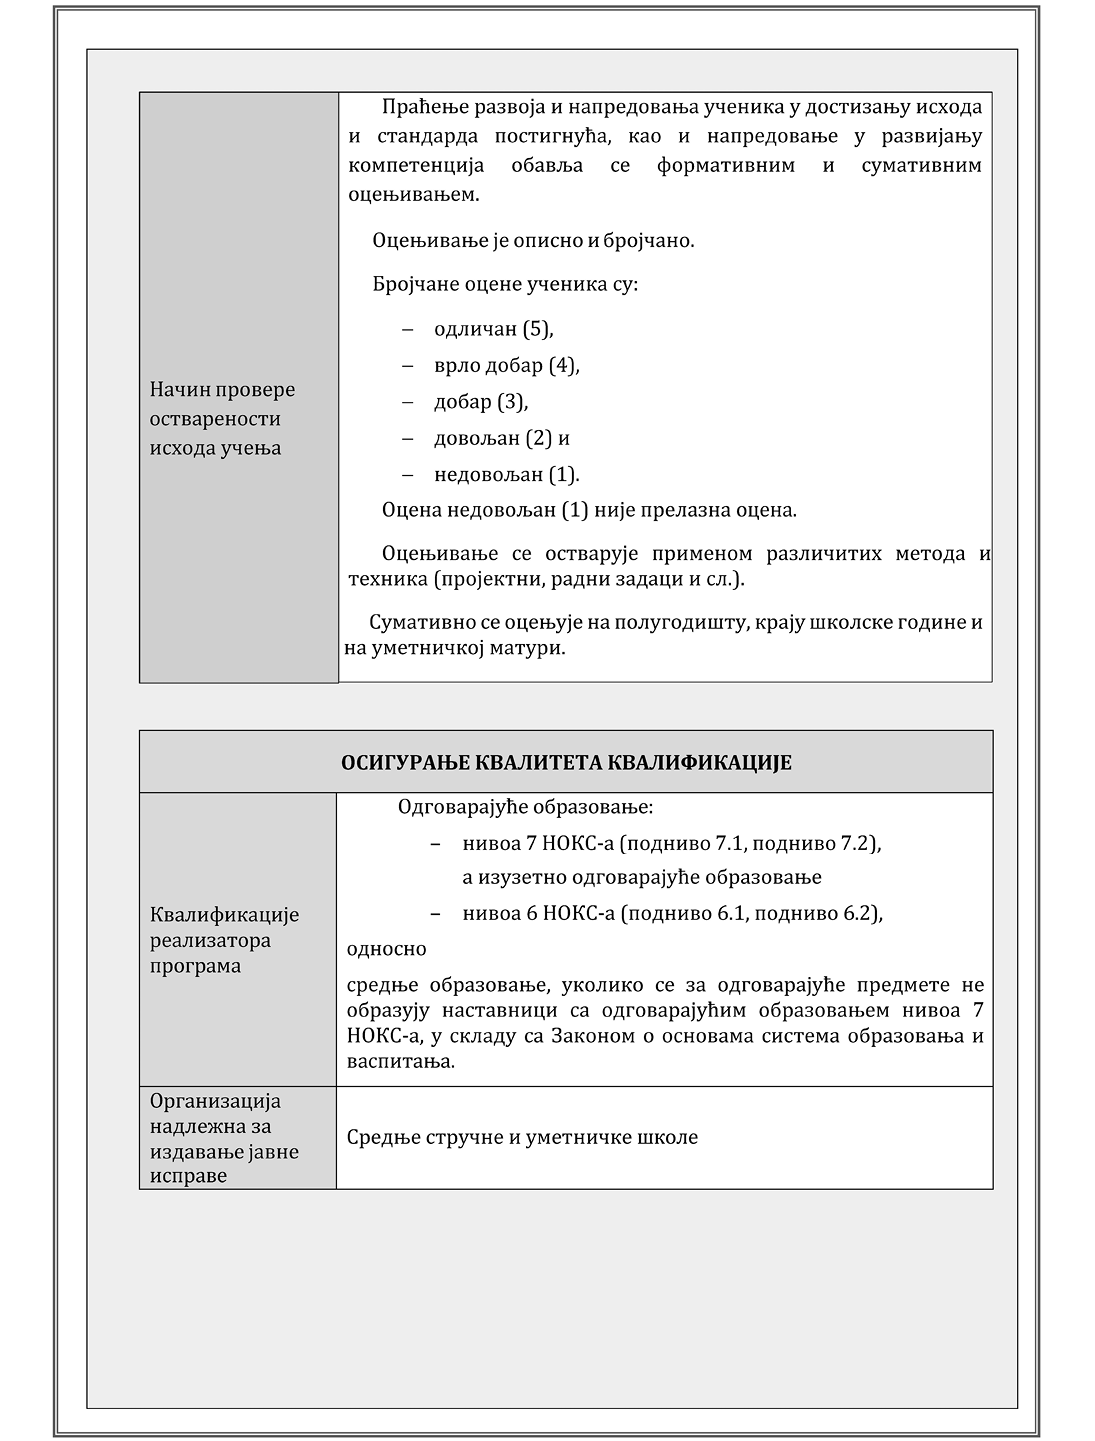 Начин провере
остварености
исхода учења
Праћење развоја и напредовања ученика у достизању исхода
и стандарда постигнућа, као и напредовање у развијању
компетенција обавља се формативним и сумативним
оцењивањем.
Оцењивање је описно и бројчано.
Бројчане оцене ученика су:
– одличан (5),
– врло добар (4),
– добар (3),
– довољан (2) и
– недовољан (1).
Оцена недовољан (1) није прелазна оцена.
Оцењивање се остварује применом различитих метода и
техника (пројектни, радни задаци и сл.).
Сумативно се оцењује на полугодишту, крају школске године и
на уметничкој матури.
ОСИГУРАЊЕ КВАЛИТЕТА КВАЛИФИКАЦИЈЕ
Квалификације
реализатора
програма
Одговарајуће образовање:
– нивоа 7 НОКС-а (подниво 7.1, подниво 7.2),
а изузетно одговарајуће образовање
– нивоа 6 НОКС-а (подниво 6.1, подниво 6.2),
односно
средње образовање, уколико се за одговарајуће предмете не
образују наставници са одговарајућим образовањем нивоа 7
НОКС-а, у складу са Законом о основама система образовања и
васпитања.
Организација
надлежна за
издавање јавне
исправе
Средње стручне и уметничке школе